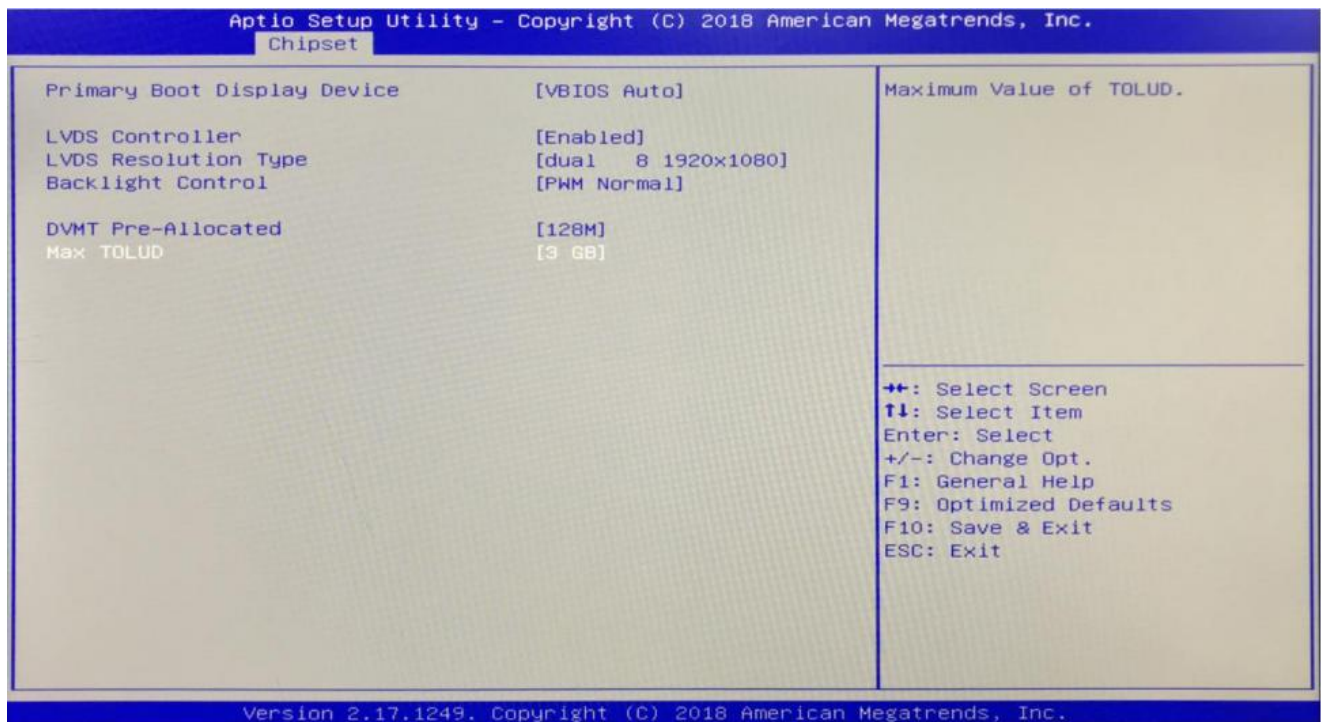 Aptio Setup Utility – Copyright (C) 2018 American Megatrends, Inc.
Chipset
Primary Boot Display Device [VBIOS Auto]
LVDS Controller [Enabled]
LVDS Resolution Type [dual 8 1920x1080]
Backlight Control [PWM Normal]
DVMT Pre-Allocated [128M]
Max TOLUD [3 GB]
Maximum Value of TOLUD.
→←: Select Screen
↑↓: Select Item
Enter: Select
+/-: Change Opt.
F1: General Help
F9: Optimized Defaults
F10: Save & Exit
ESC: Exit
Version 2.17.1249. Copyright (C) 2018 American Megatrends, Inc.